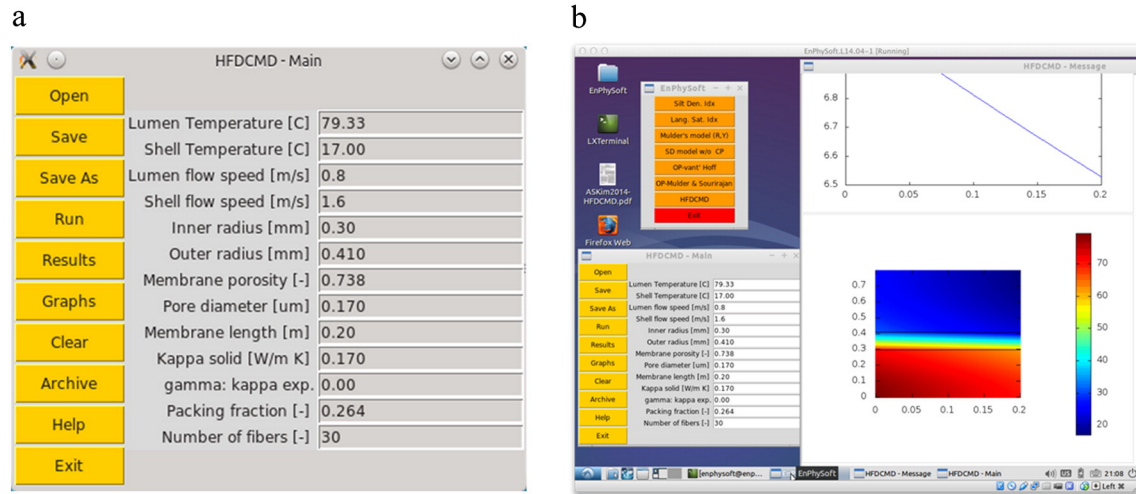 a
b
HFDCMD - Main
Open
Save
Save As
Run
Results
Graphs
Clear
Archive
Help
Exit
Lumen Temperature [C] 79.33
Shell Temperature [C] 17.00
Lumen flow speed [m/s] 0.8
Shell flow speed [m/s] 1.6
Inner radius [mm] 0.30
Outer radius [mm] 0.410
Membrane porosity [-] 0.738
Pore diameter [um] 0.170
Membrane length [m] 0.20
Kappa solid [W/m K] 0.170
gamma: kappa exp. 0.00
Packing fraction [-] 0.264
Number of fibers [-] 30
EnPhySoft.L14.04-1 [Running]
EnPhySoft
LXTerminal
ASKim2014-
HFDCMD.pdf
Firefox Web
EnPhySoft
Silt Den. Idx
Lang. Sat. Idx
Mulder's model (R,Y)
SD model w/o CP
OP-vant' Hoff
OP-Mulder & Sourirajan
HFDCMD
Exit
HFDCMD - Main
Open
Save
Save As
Run
Results
Graphs
Clear
Archive
Help
Exit
Lumen Temperature [C] 79.33
Shell Temperature [C] 17.00
Lumen flow speed [m/s] 0.8
Shell flow speed [m/s] 1.6
Inner radius [mm] 0.30
Outer radius [mm] 0.410
Membrane porosity [-] 0.738
Pore diameter [um] 0.170
Membrane length [m] 0.20
Kappa solid [W/m K] 0.170
gamma: kappa exp. 0.00
Packing fraction [-] 0.264
Number of fibers [-] 30
HFDCMD - Message
6.8
6.7
6.6
6.5
0 0.05 0.1 0.15 0.2
0.7
0.6
0.5
0.4
0.3
0.2
0.1
0
0 0.05 0.1 0.15 0.2
70
60
50
40
30
20
[enphysoft@enp... EnPhySoft HFDCMD - Message HFDCMD - Main 21:08
Left ⌘